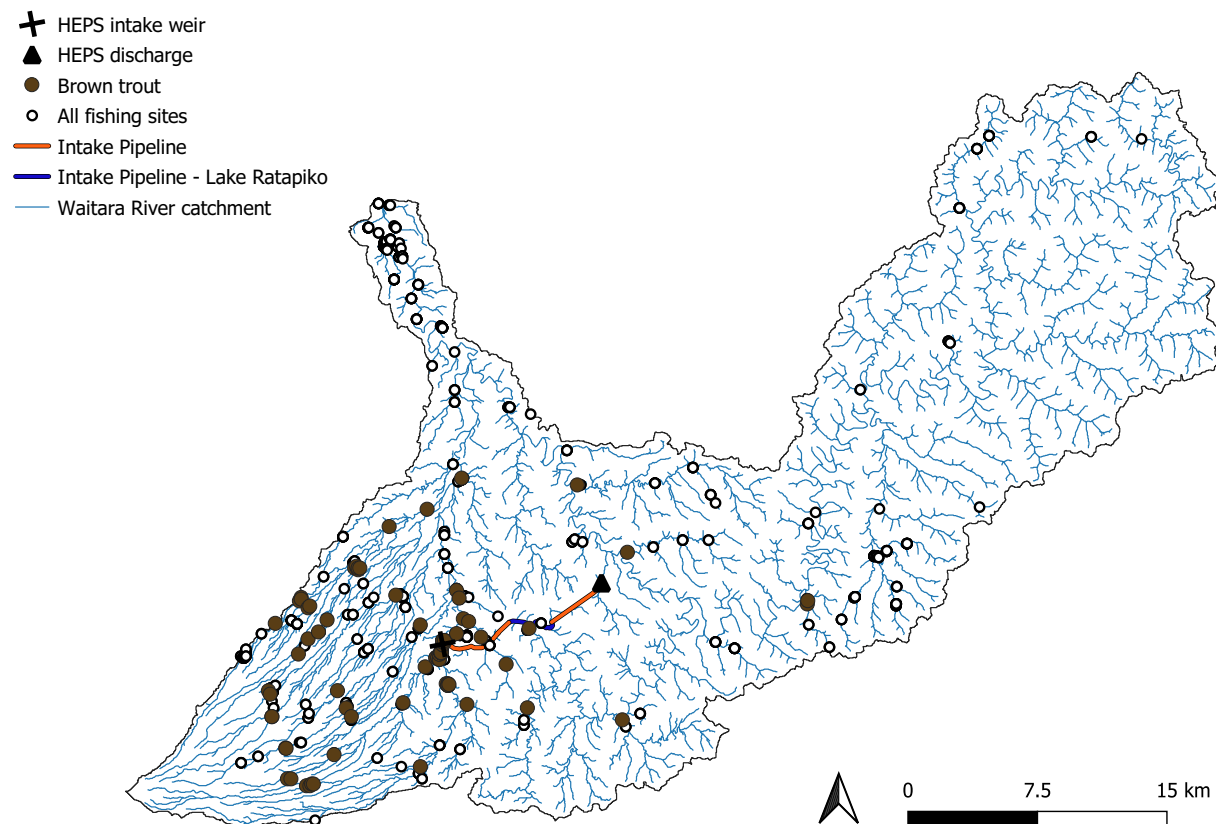 HEPS intake weir
HEPS discharge
Brown trout
All fishing sites
Intake Pipeline
Intake Pipeline - Lake Ratapiko
Waitara River catchment
0 7.5 15 km